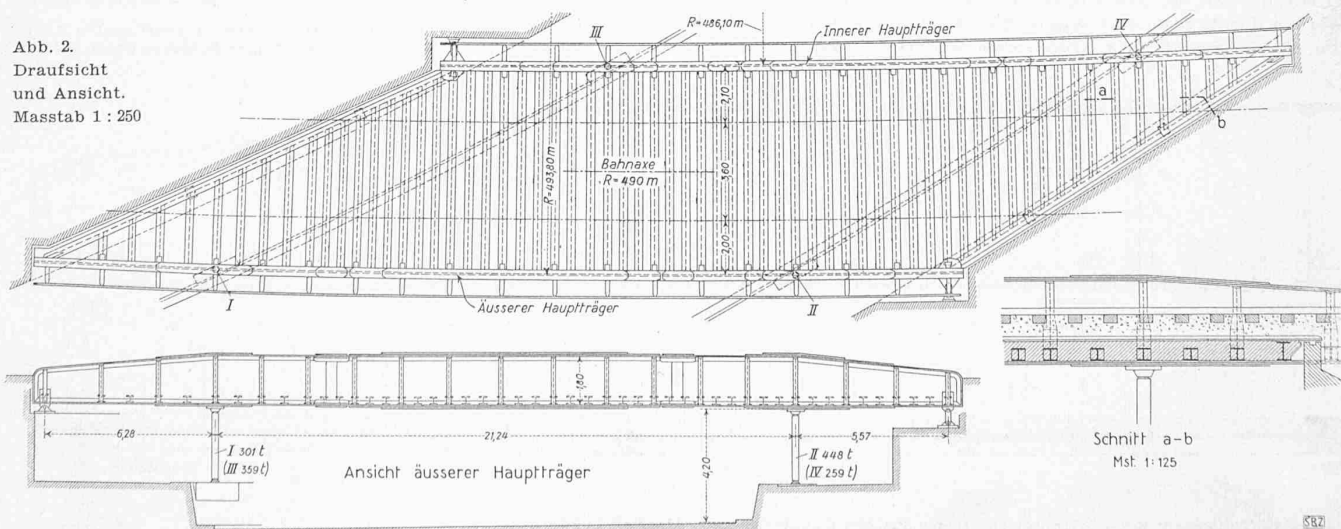 Abb. 2.
Draufsicht
und Ansicht.
Masstab 1 : 250
III
R=486,10 m
Innerer Hauptträger
IV
a
b
2,10
Bahnaxe
R=490 m
R=493,80 m
3,60
2,00
I
Äusserer Hauptträger
II
1,80
6,28
21,24
5,57
I 301 t
(III 359 t)
Ansicht äusserer Hauptträger
4,20
II 448 t
(IV 259 t)
Schnitt a-b
Mst. 1:125
SBZ